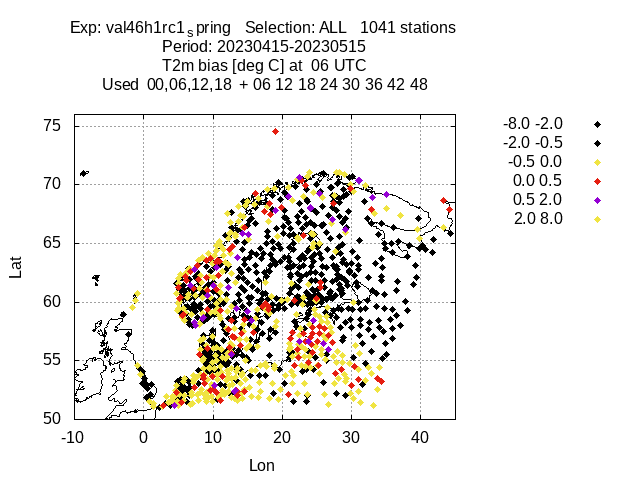 Exp: val46h1rc1spring Selection: ALL 1041 stations
Period: 20230415-20230515
T2m bias [deg C] at 06 UTC
Used 00,06,12,18 + 06 12 18 24 30 36 42 48
-8.0 -2.0
-2.0 -0.5
-0.5 0.0
0.0 0.5
0.5 2.0
2.0 8.0
75
70
65
60
55
50
Lat
-10 0 10 20 30 40
Lon